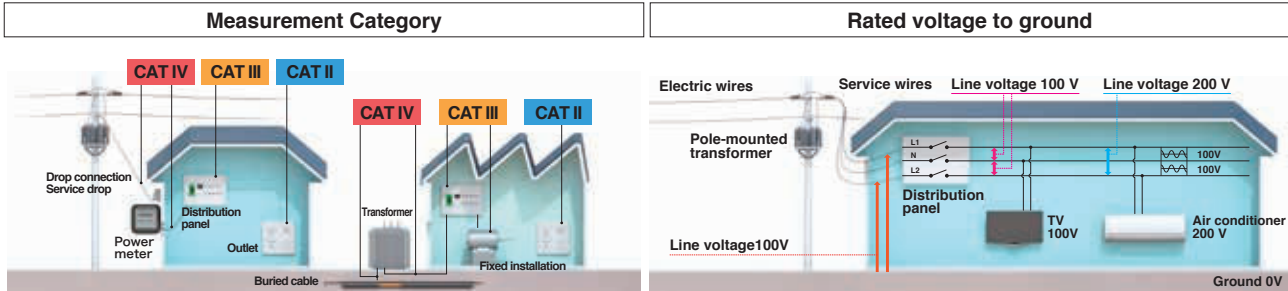 Measurement Category
CAT IV
CAT III
CAT II
CAT IV
CAT III
CAT II
Drop connection
Service drop
Distribution
panel
Power
meter
Outlet
Transformer
Fixed installation
Buried cable
Rated voltage to ground
Electric wires
Service wires
Line voltage 100 V
Line voltage 200 V
Pole-mounted
transformer
L1
N
L2
100V
100V
Distribution
panel
TV
100V
Air conditioner
200 V
Line voltage100V
Ground 0V